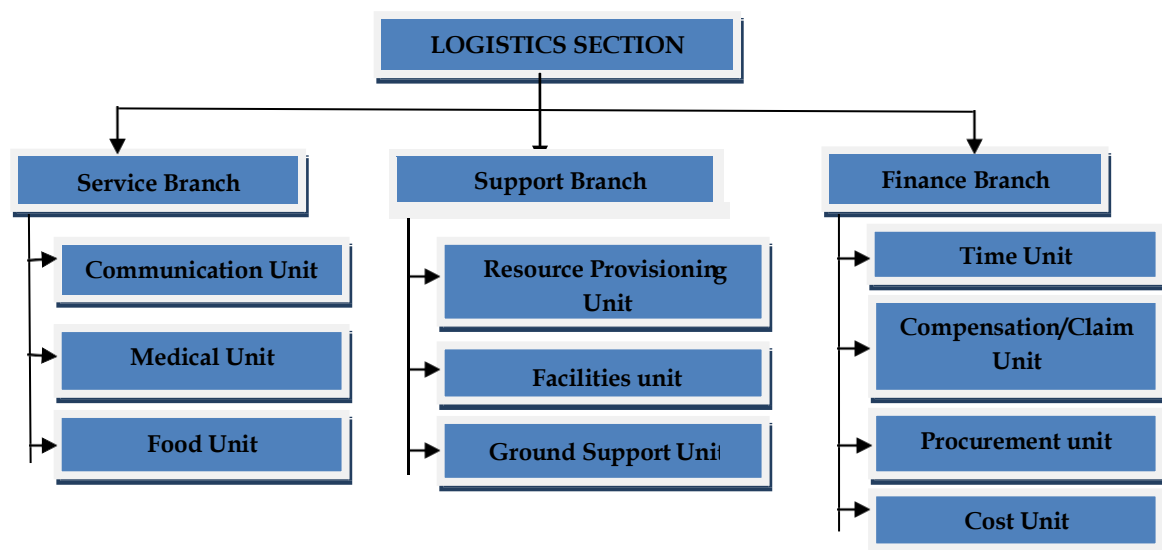 LOGISTICS SECTION
Service Branch
Communication Unit
Medical Unit
Food Unit
Support Branch
Resource Provisioning
Unit
Facilities unit
Ground Support Unit
Finance Branch
Time Unit
Compensation/Claim
Unit
Procurement unit
Cost Unit